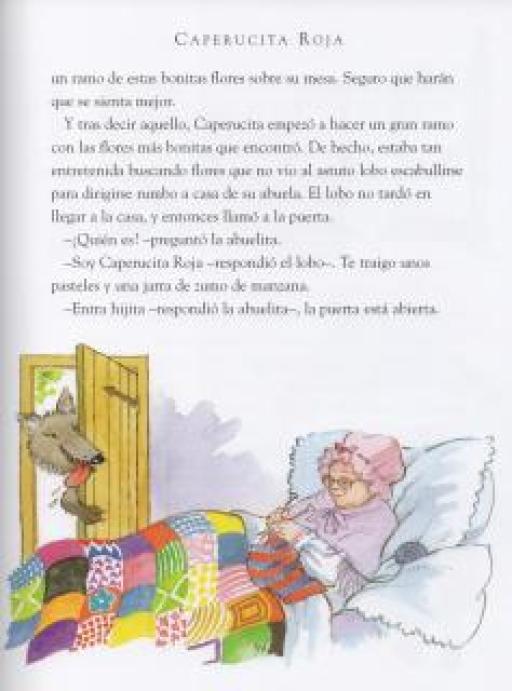 CAPERUCITA ROJA
un ramo de estas bonitas flores sobre su mesa. Seguro que harán
que se sienta mejor.
Y tras decir aquello, Caperucita empezó a hacer un gran ramo
con las flores más bonitas que encontró. De hecho, estaba tan
entretenida buscando flores que no vio al astuto lobo escabullirse
para dirigirse rumbo a casa de su abuela. El lobo no tardó en
llegar a la casa, y entonces llamó a la puerta.
–¡Quién es! –preguntó la abuelita.
–Soy Caperucita Roja –respondió el lobo–. Te traigo unos
pasteles y una jarra de zumo de manzana.
–Entra hijita –respondió la abuelita–, la puerta está abierta.